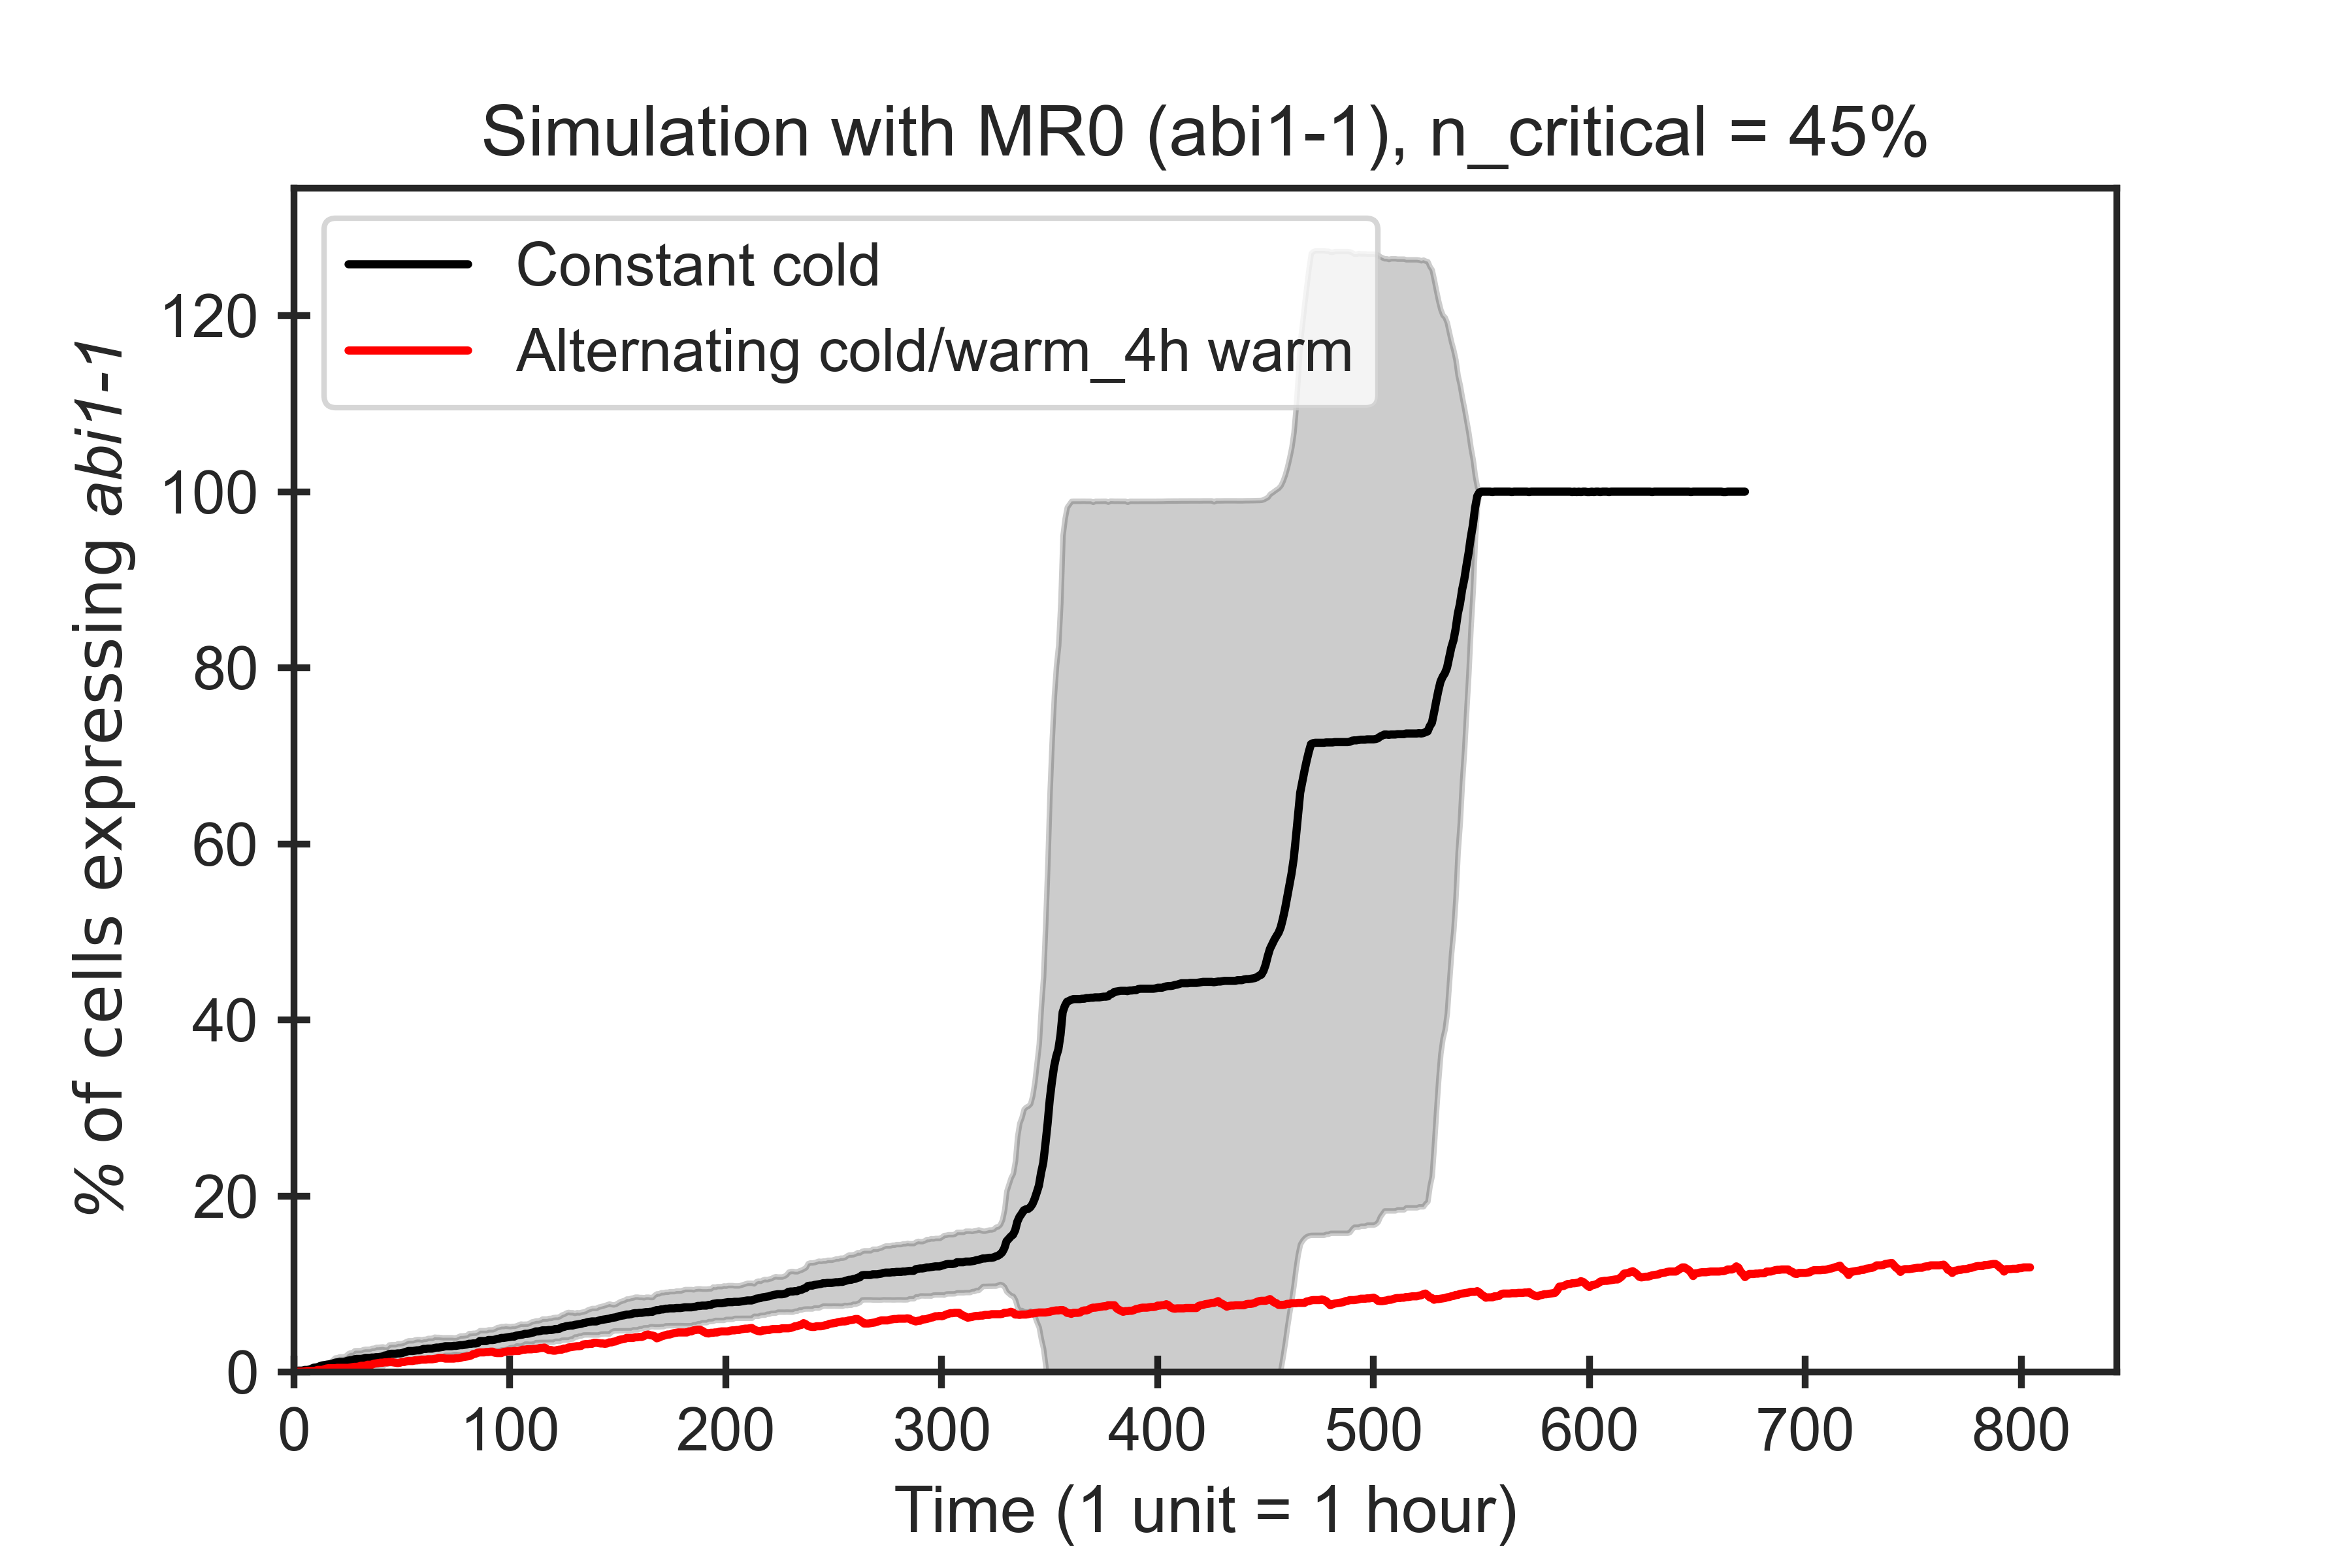 Simulation with MR0 (abi1-1), n_critical = 45%
Constant cold
Alternating cold/warm_4h warm
% of cells expressing abi1-1
120
100
80
60
40
20
0
0 100 200 300 400 500 600 700 800
Time (1 unit = 1 hour)